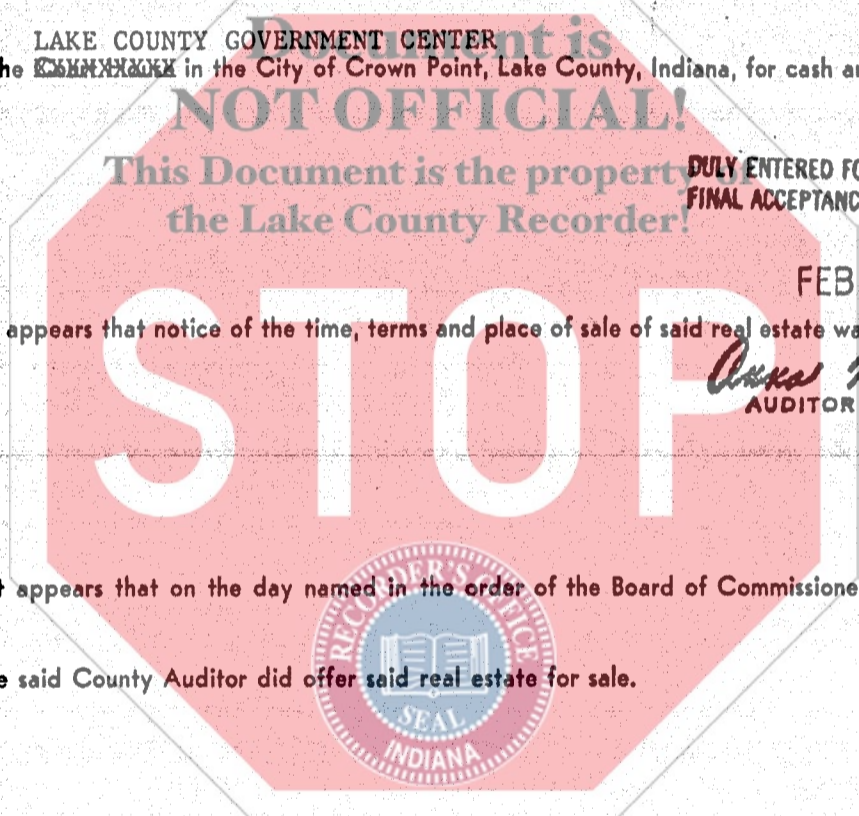 LAKE COUNTY GOVERNMENT CENTER
Document is
he in the City of Crown Point, Lake County, Indiana, for cash a
NOT OFFICIAL!
This Document is the property of
the Lake County Recorder!
DULY ENTERED FO
FINAL ACCEPTANC
FEB
STOP
appears that notice of the time, terms and place of sale of said real estate wa
AUDITOR
t appears that on the day named in the order of the Board of Commissione
e said County Auditor did offer said real estate for sale.
RECORDER'S OFFICE
SEAL
INDIANA